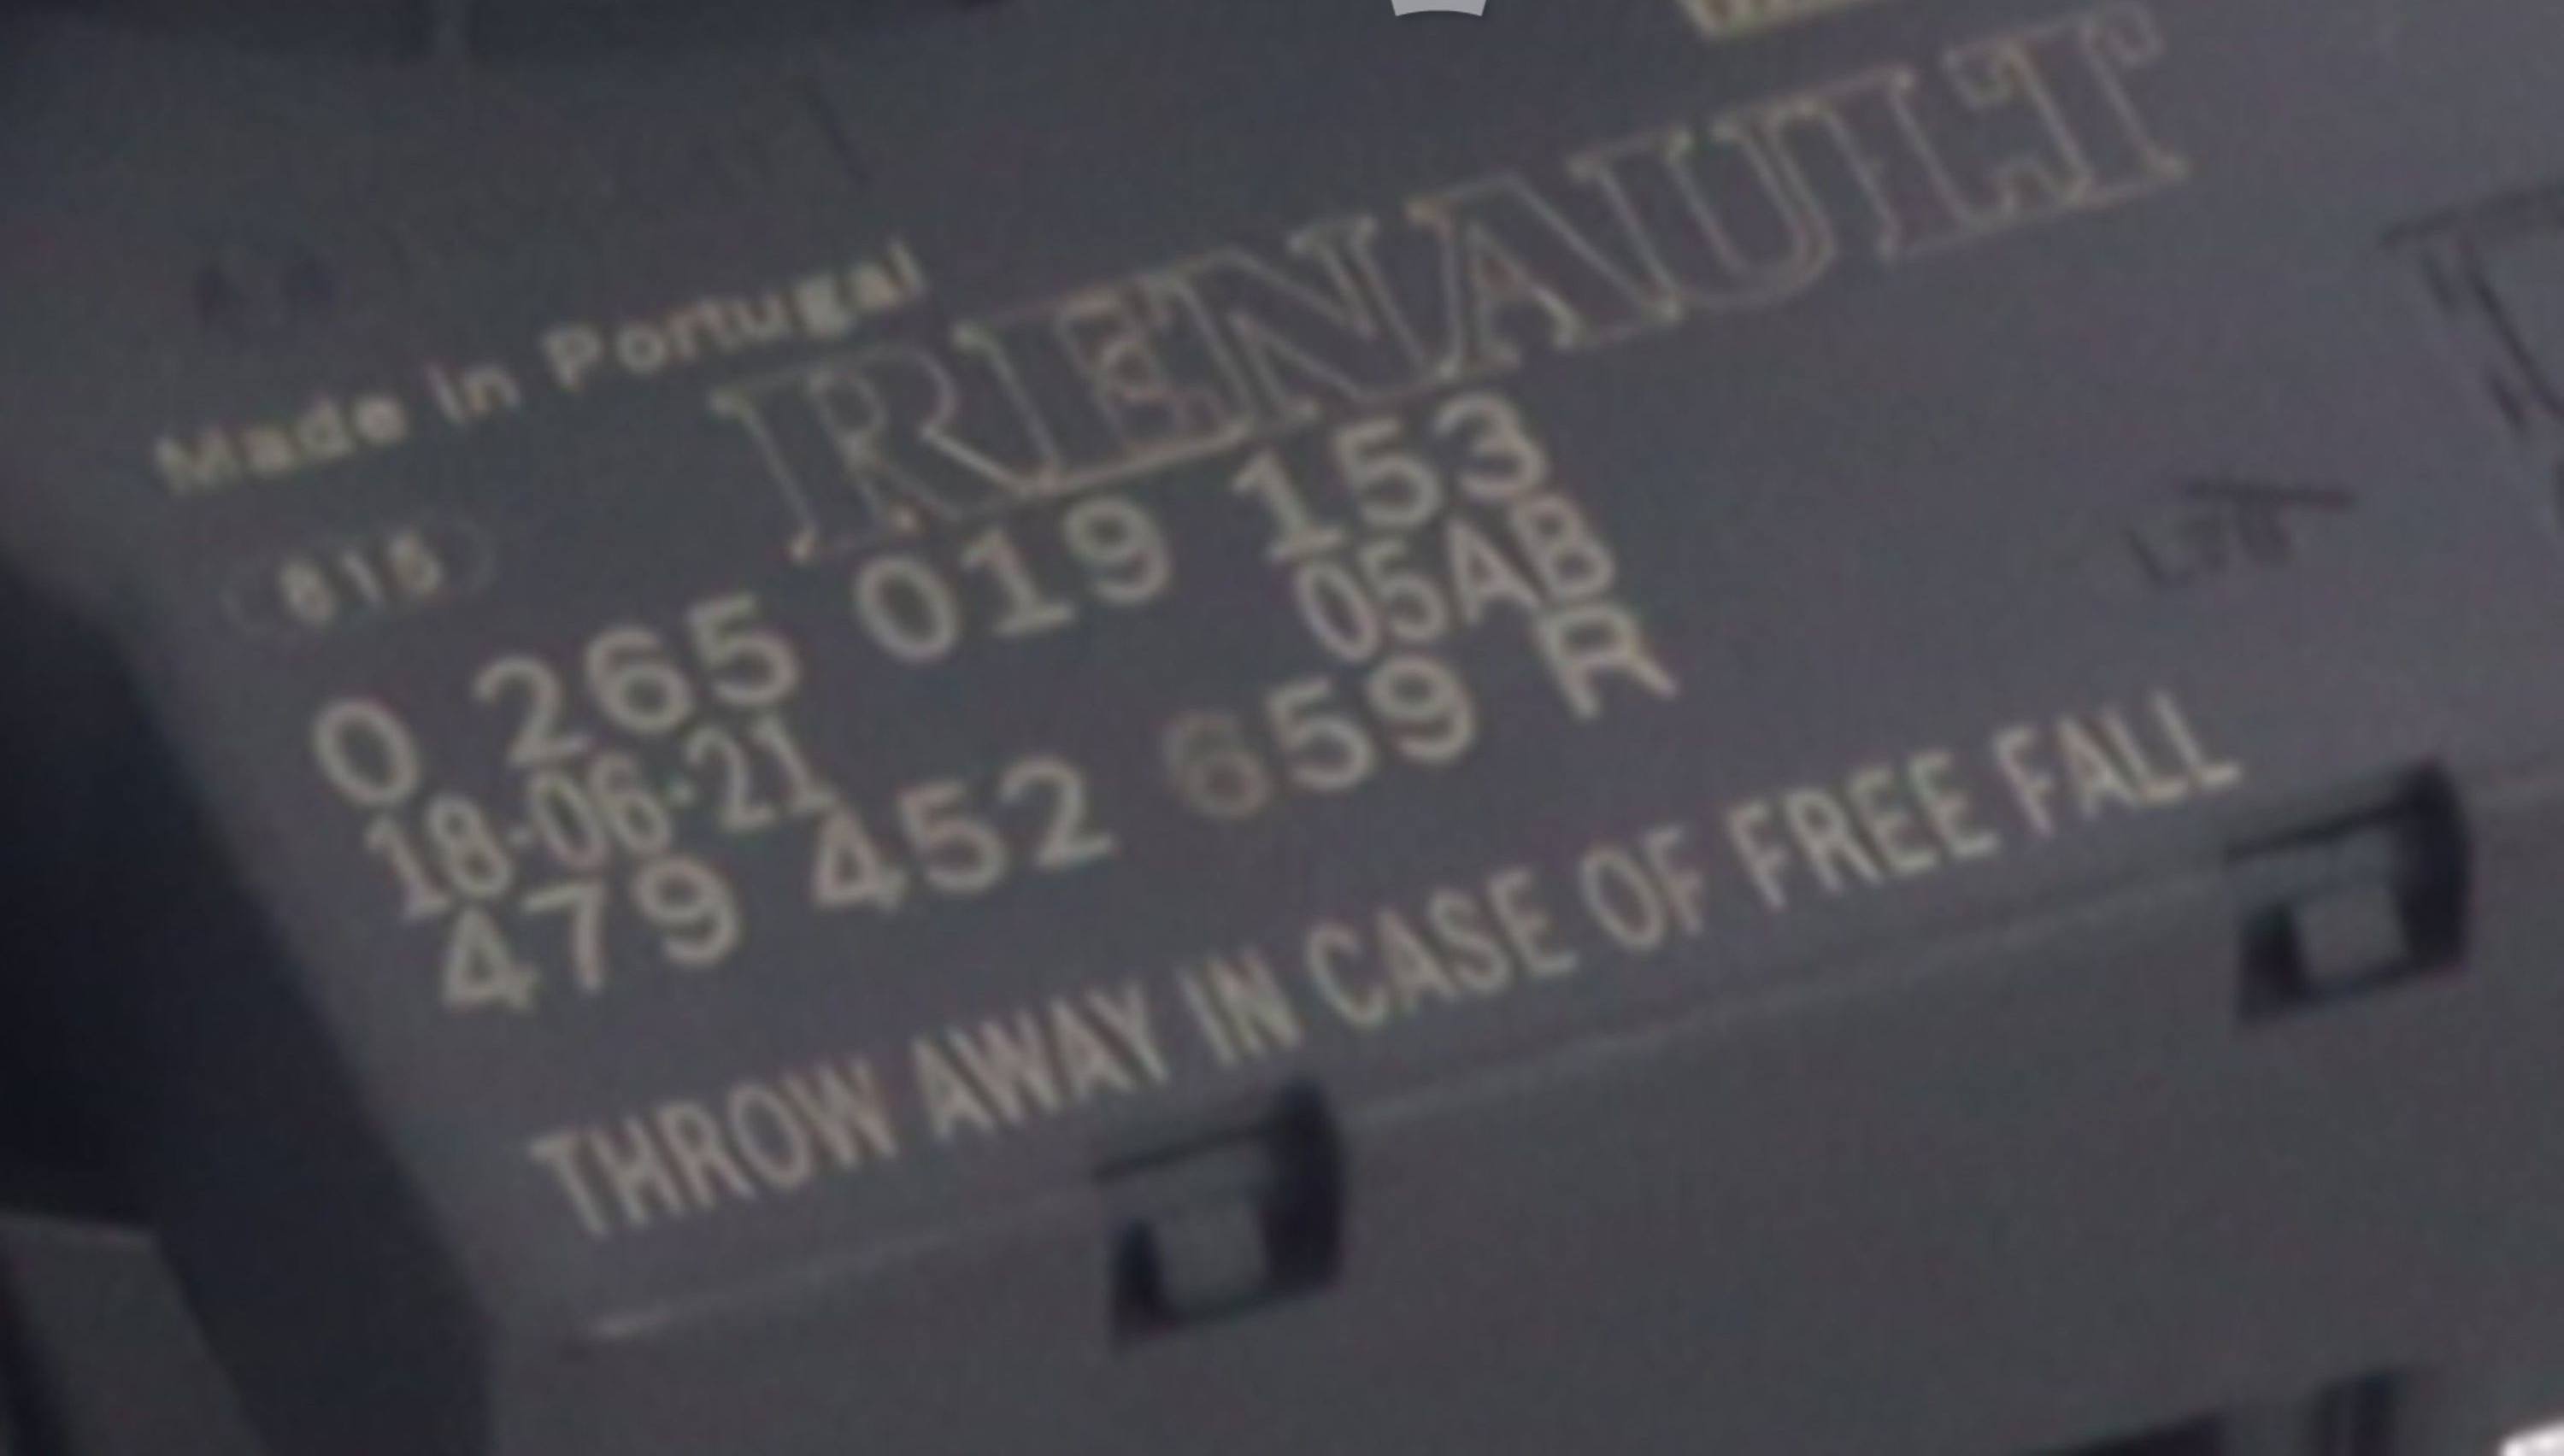 Made in Portugal
RENAULT
815
0 265 019 153
18-06-21 05AB
479 452 659 R
THROW AWAY IN CASE OF FREE FALL